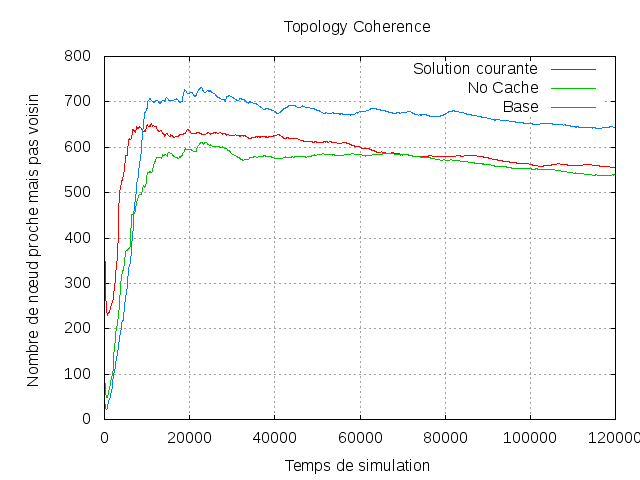 Topology Coherence
Nombre de nœud proche mais pas voisin
800
700
600
500
400
300
200
100
0
Solution courante
No Cache
Base
0
20000
40000
60000
80000
100000
120000
Temps de simulation